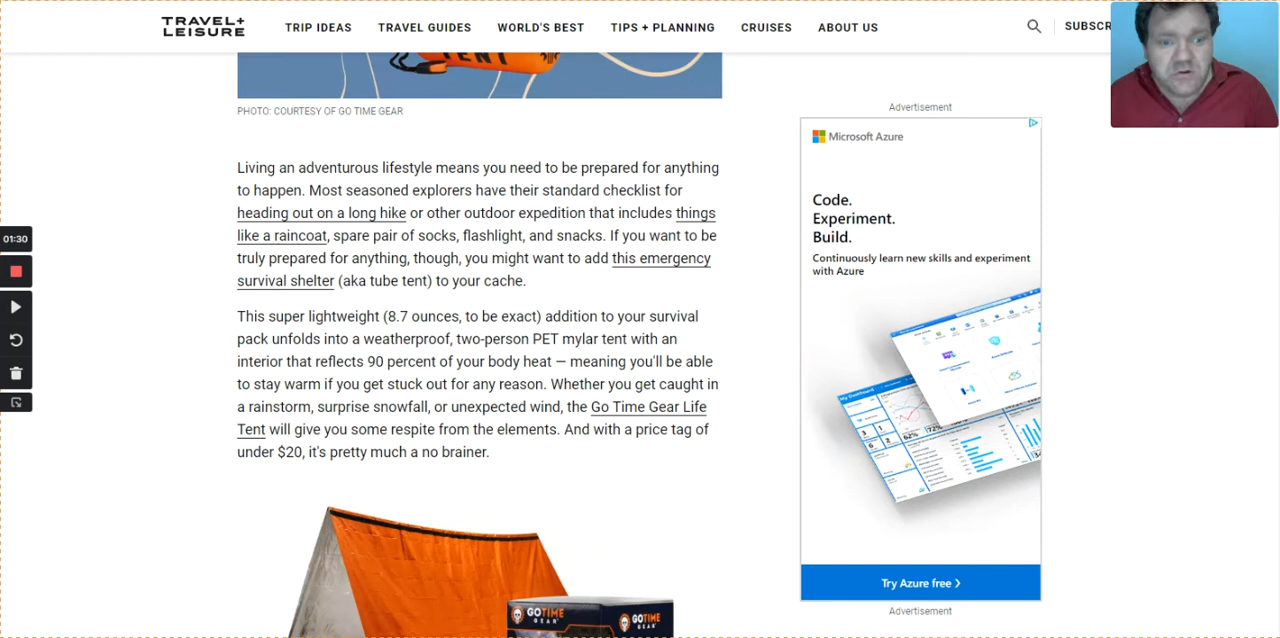 TRAVEL+
LEISURE
TRIP IDEAS
TRAVEL GUIDES
WORLD'S BEST
TIPS + PLANNING
CRUISES
ABOUT US
SUBSCR
TENT
PHOTO: COURTESY OF GO TIME GEAR
Living an adventurous lifestyle means you need to be prepared for anything
to happen. Most seasoned explorers have their standard checklist for
heading out on a long hike or other outdoor expedition that includes things
like a raincoat, spare pair of socks, flashlight, and snacks. If you want to be
truly prepared for anything, though, you might want to add this emergency
survival shelter (aka tube tent) to your cache.
This super lightweight (8.7 ounces, to be exact) addition to your survival
pack unfolds into a weatherproof, two-person PET mylar tent with an
interior that reflects 90 percent of your body heat — meaning you'll be able
to stay warm if you get stuck out for any reason. Whether you get caught in
a rainstorm, surprise snowfall, or unexpected wind, the Go Time Gear Life
Tent will give you some respite from the elements. And with a price tag of
under $20, it's pretty much a no brainer.
GOTIME
GEAR
GOTIME
GEAR
01:30
Advertisement
Microsoft Azure
Code.
Experiment.
Build.
Continuously learn new skills and experiment
with Azure
My Dashboard
62%
72%
Try Azure free ❯
Advertisement